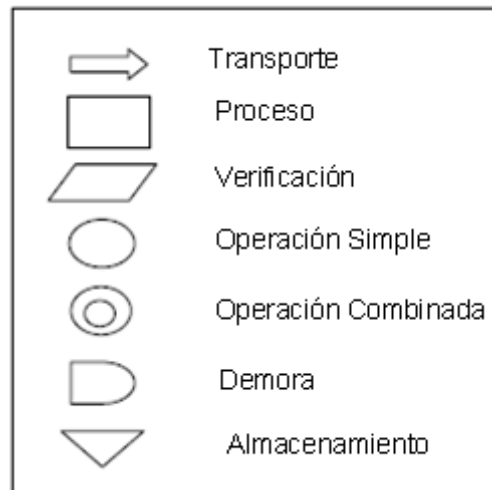 Transporte
Proceso
Verificación
Operación Simple
Operación Combinada
Demora
Almacenamiento